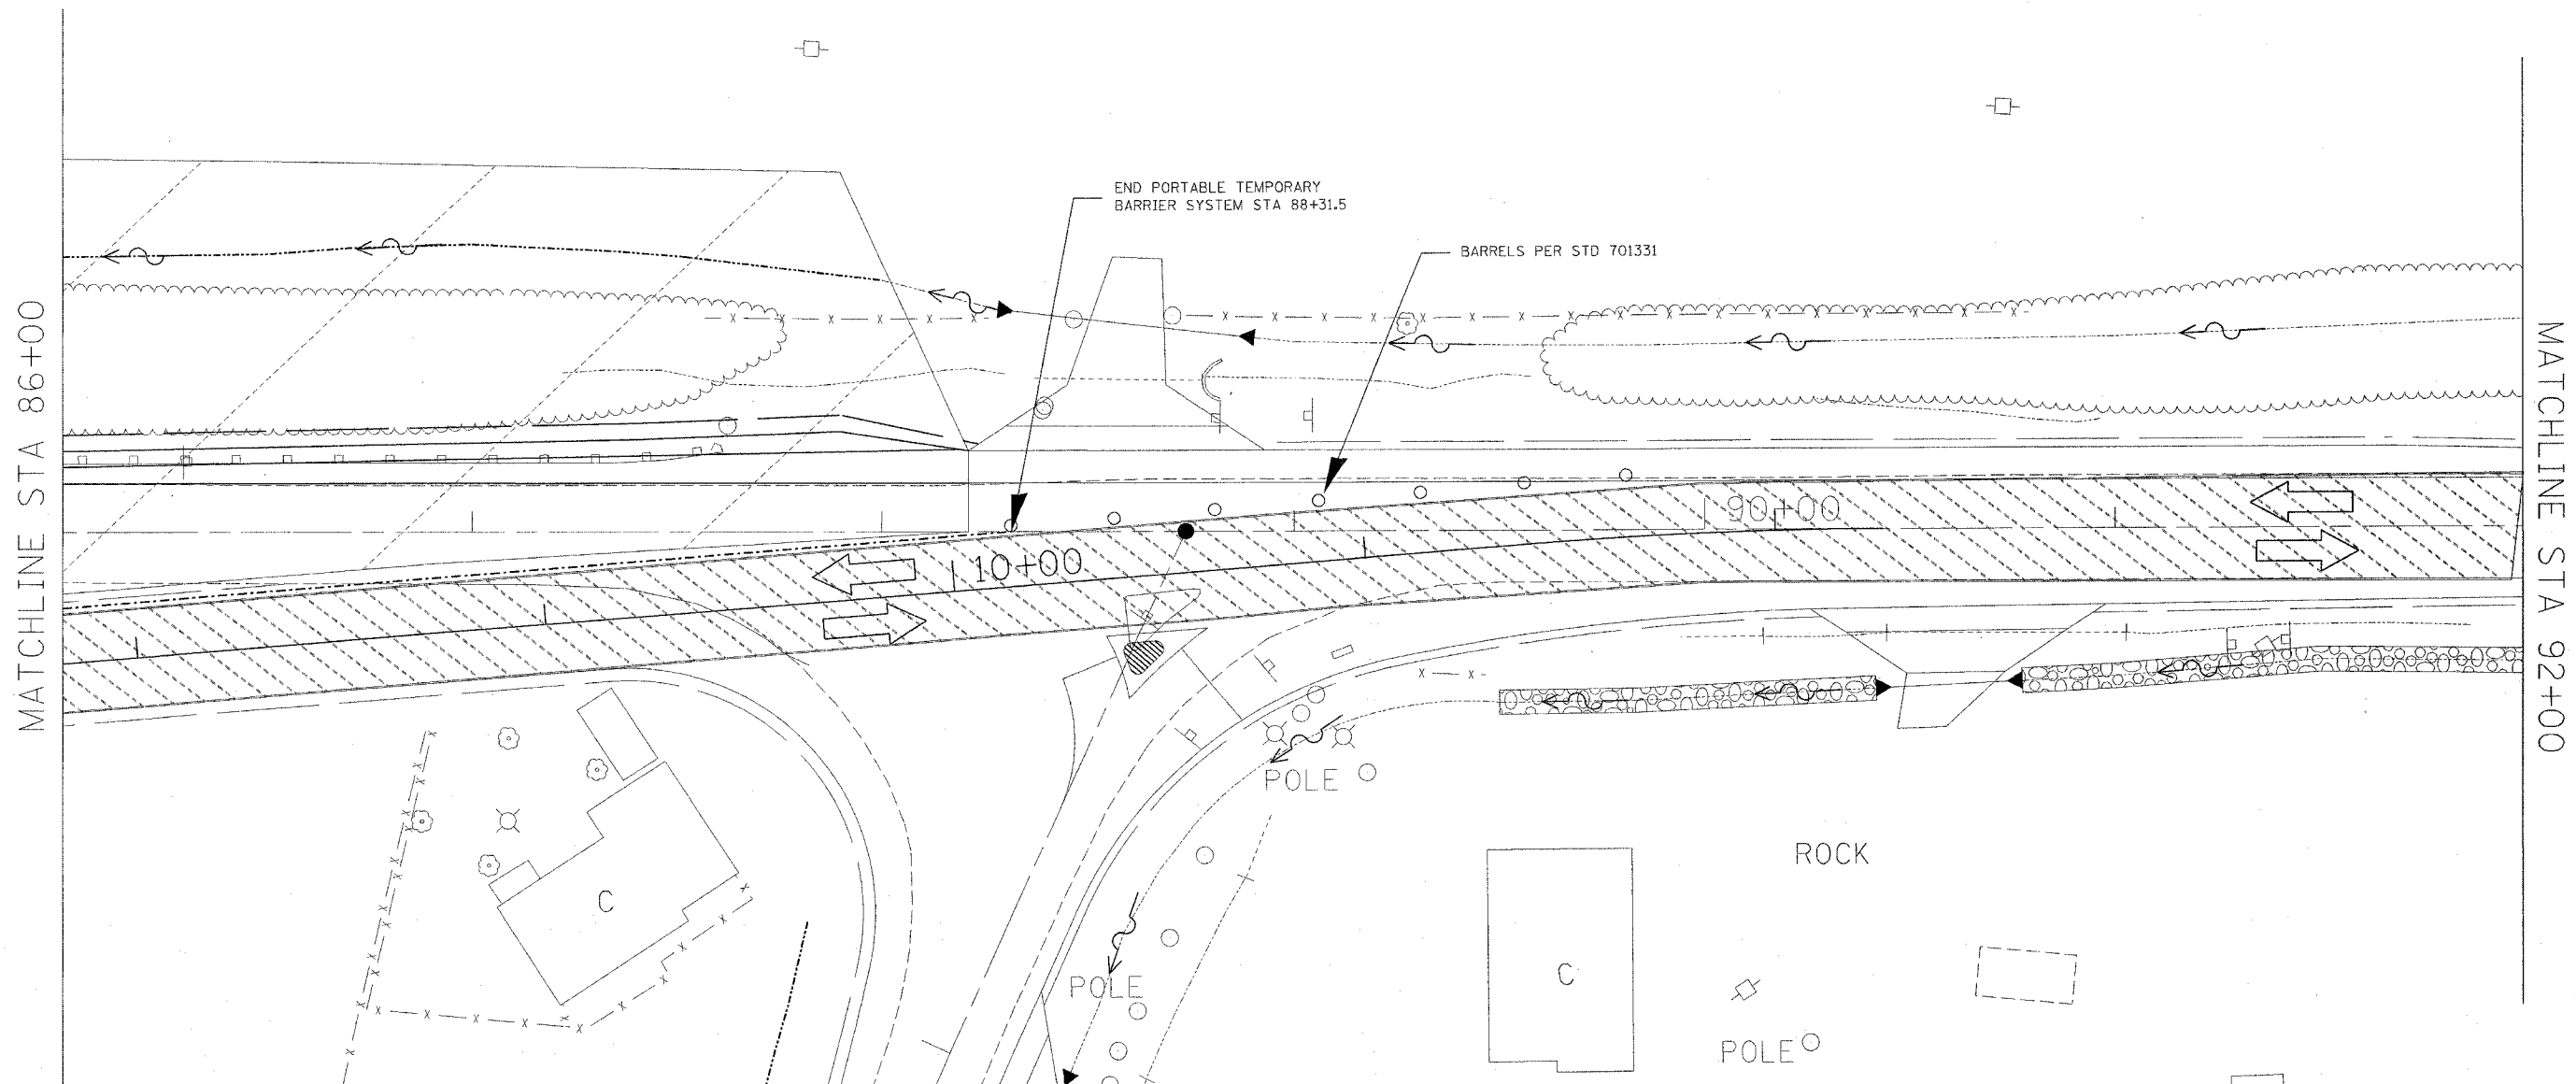 MATCHLINE STA 86+00
END PORTABLE TEMPORARY
BARRIER SYSTEM STA 88+31.5
BARRELS PER STD 701331
90+00
10+00
MATCHLINE STA 92+00
POLE
ROCK
C
C
POLE
POLE